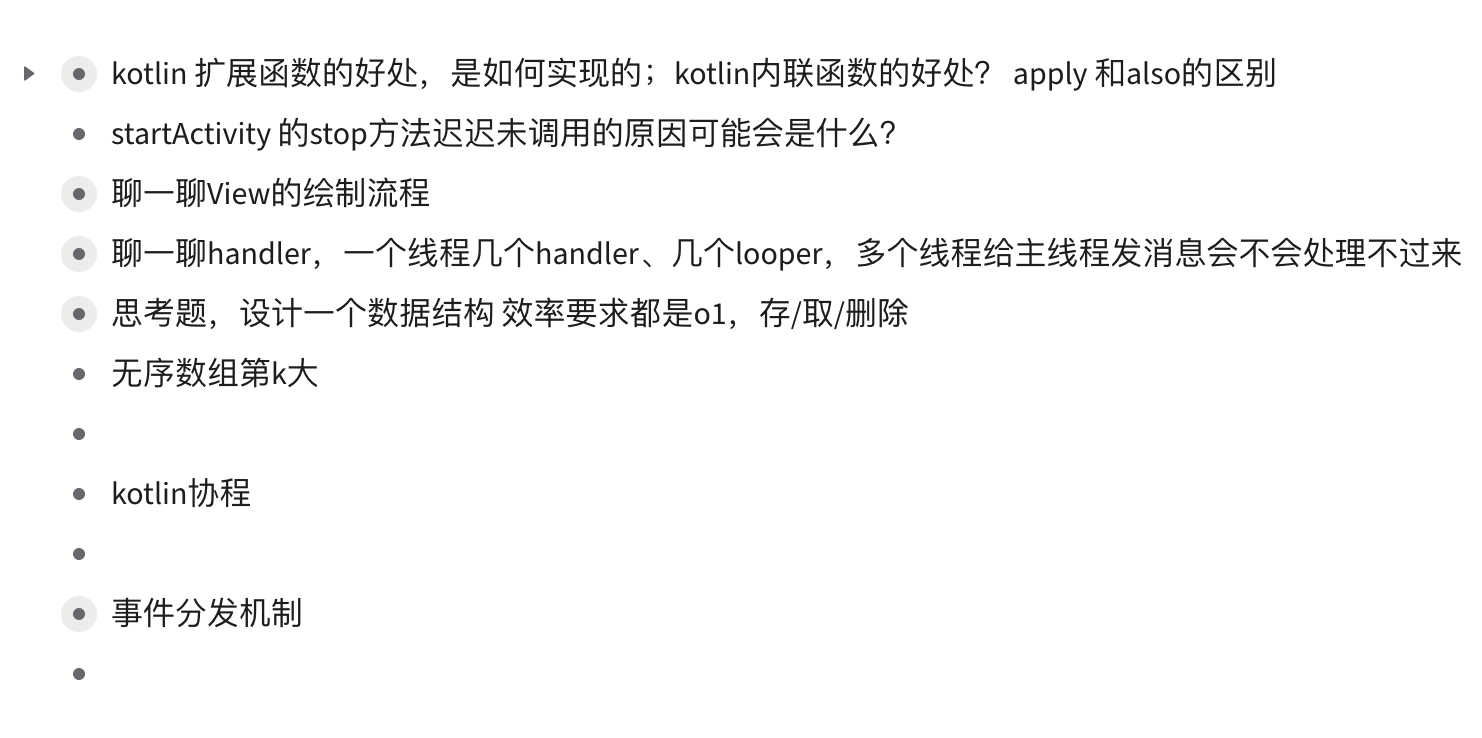 kotlin 扩展函数的好处，是如何实现的；kotlin内联函数的好处？ apply 和also的区别
startActivity 的stop方法迟迟未调用的原因可能会是什么？
聊一聊View的绘制流程
聊一聊handler，一个线程几个handler、几个looper，多个线程给主线程发消息会不会处理不过来
思考题，设计一个数据结构 效率要求都是o1，存/取/删除
无序数组第k大
kotlin协程
事件分发机制